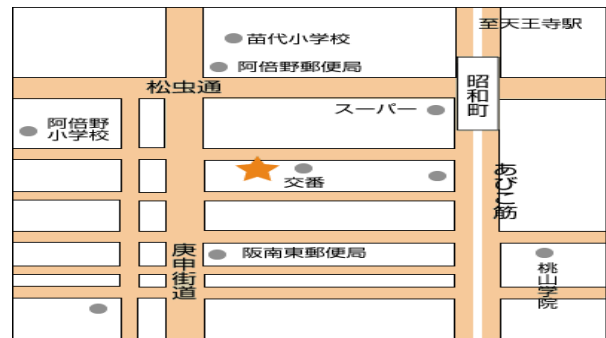 至天王寺駅
苗代小学校
阿倍野郵便局
松虫通
昭和町
スーパー
阿倍野
小学校
交番
あびこ筋
庚申街道
阪南東郵便局
桃山学院